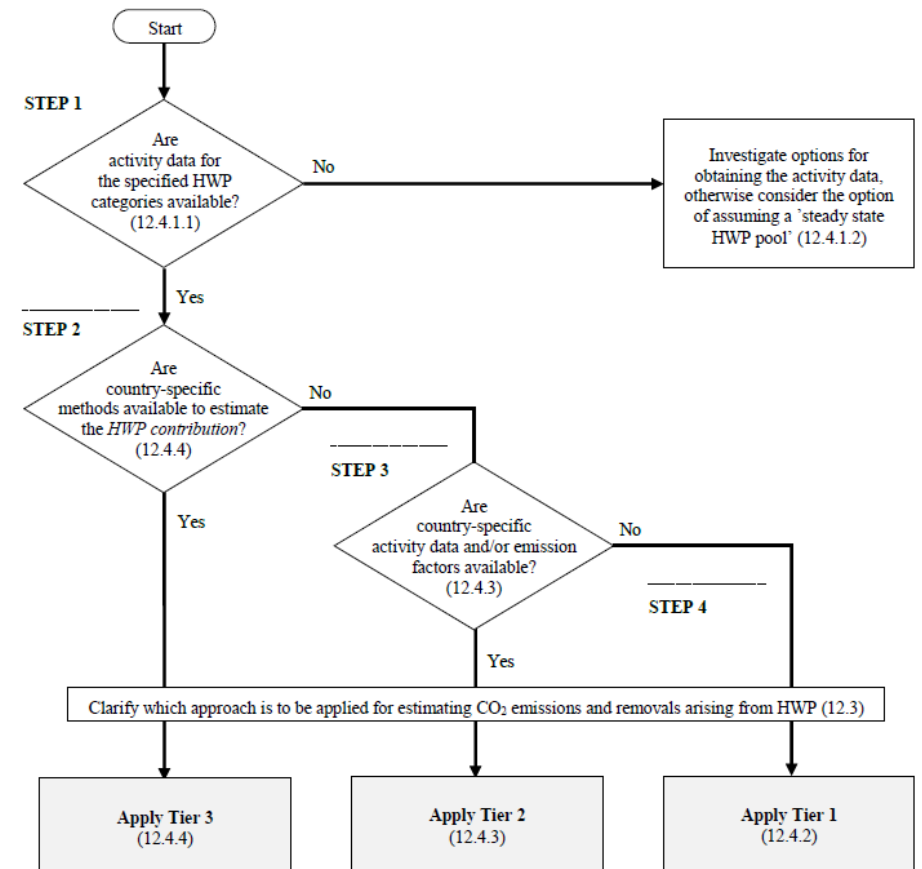 Start
STEP 1
Are
activity data for
the specified HWP
categories available?
(12.4.1.1)
No
Investigate options for
obtaining the activity data,
otherwise consider the option
of assuming a ’steady state
HWP pool’ (12.4.1.2)
Yes
STEP 2
Are
country-specific
methods available to estimate
the HWP contribution?
(12.4.4)
No
STEP 3
Yes
Are
country-specific
activity data and/or emission
factors available?
(12.4.3)
No
STEP 4
Yes
Clarify which approach is to be applied for estimating CO₂ emissions and removals arising from HWP (12.3)
Apply Tier 3
(12.4.4)
Apply Tier 2
(12.4.3)
Apply Tier 1
(12.4.2)